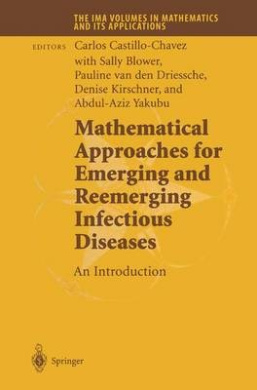 THE IMA VOLUMES IN MATHEMATICS
AND ITS APPLICATIONS
EDITORS Carlos Castillo-Chavez
with Sally Blower,
Pauline van den Driessche,
Denise Kirschner, and
Abdul-Aziz Yakubu
Mathematical
Approaches for
Emerging and
Reemerging
Infectious
Diseases
An Introduction
Springer